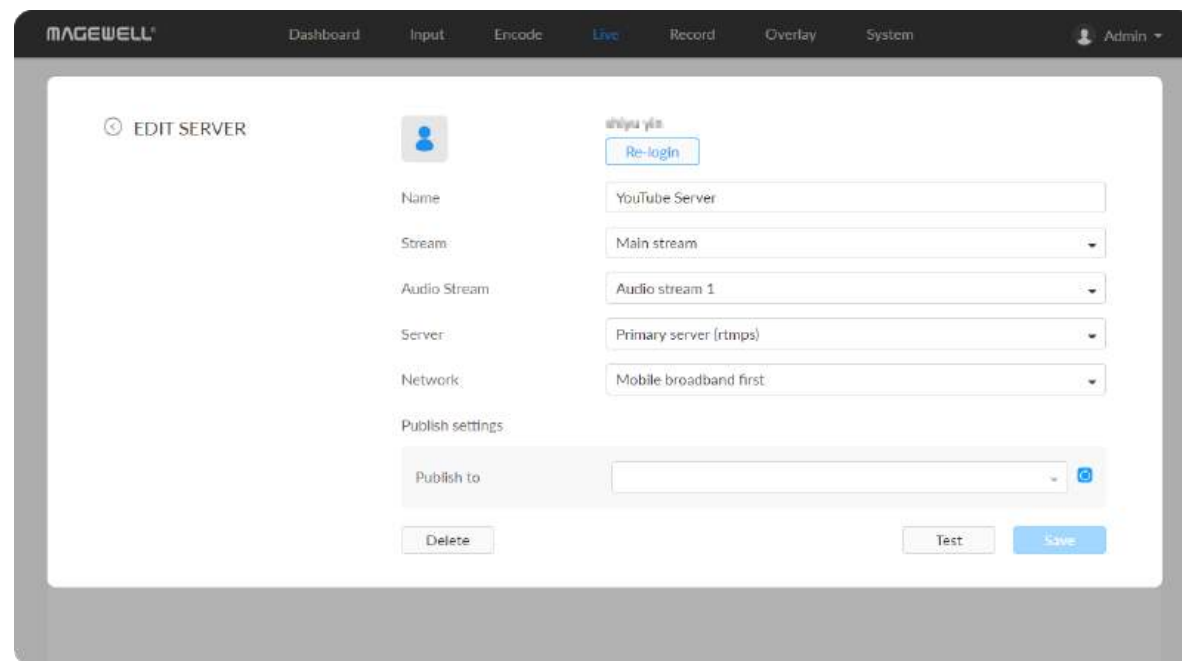 MAGEWELL®
Dashboard Input Encode Live Record Overlay System Admin
EDIT SERVER
Re-login
Name YouTube Server
Stream Main stream
Audio Stream Audio stream 1
Server Primary server (rtmps)
Network Mobile broadband first
Publish settings
Publish to
Delete Test Save